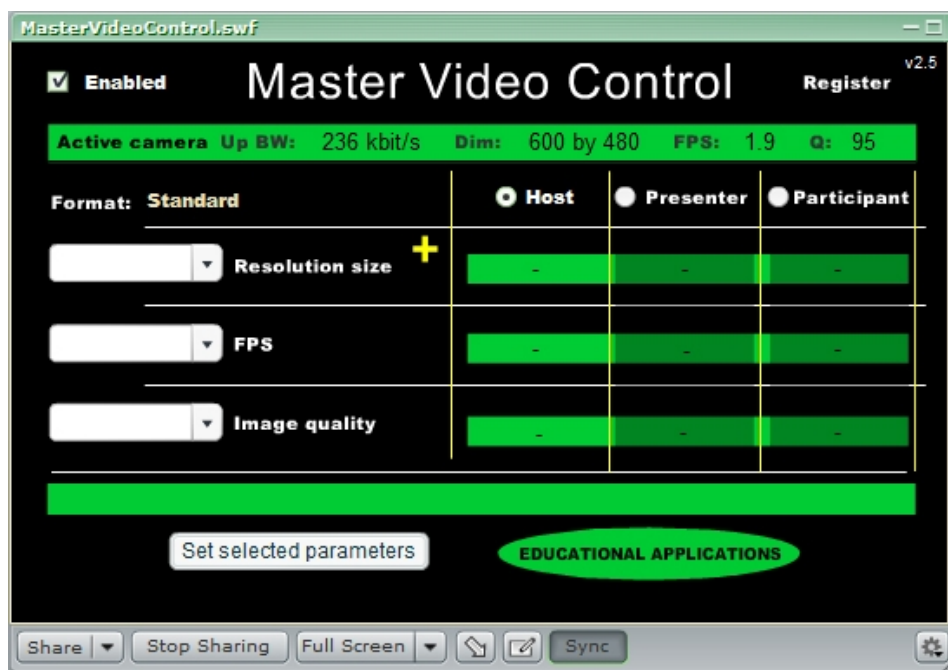 MasterVideoControl.swf
Enabled
Master Video Control
Register
v2.5
Active camera Up BW: 236 kbit/s Dim: 600 by 480 FPS: 1.9 Q: 95
Format: Standard
Host
Presenter
Participant
Resolution size
- - -
FPS
- - -
Image quality
- - -
Set selected parameters
EDUCATIONAL APPLICATIONS
Share
Stop Sharing
Full Screen
Sync